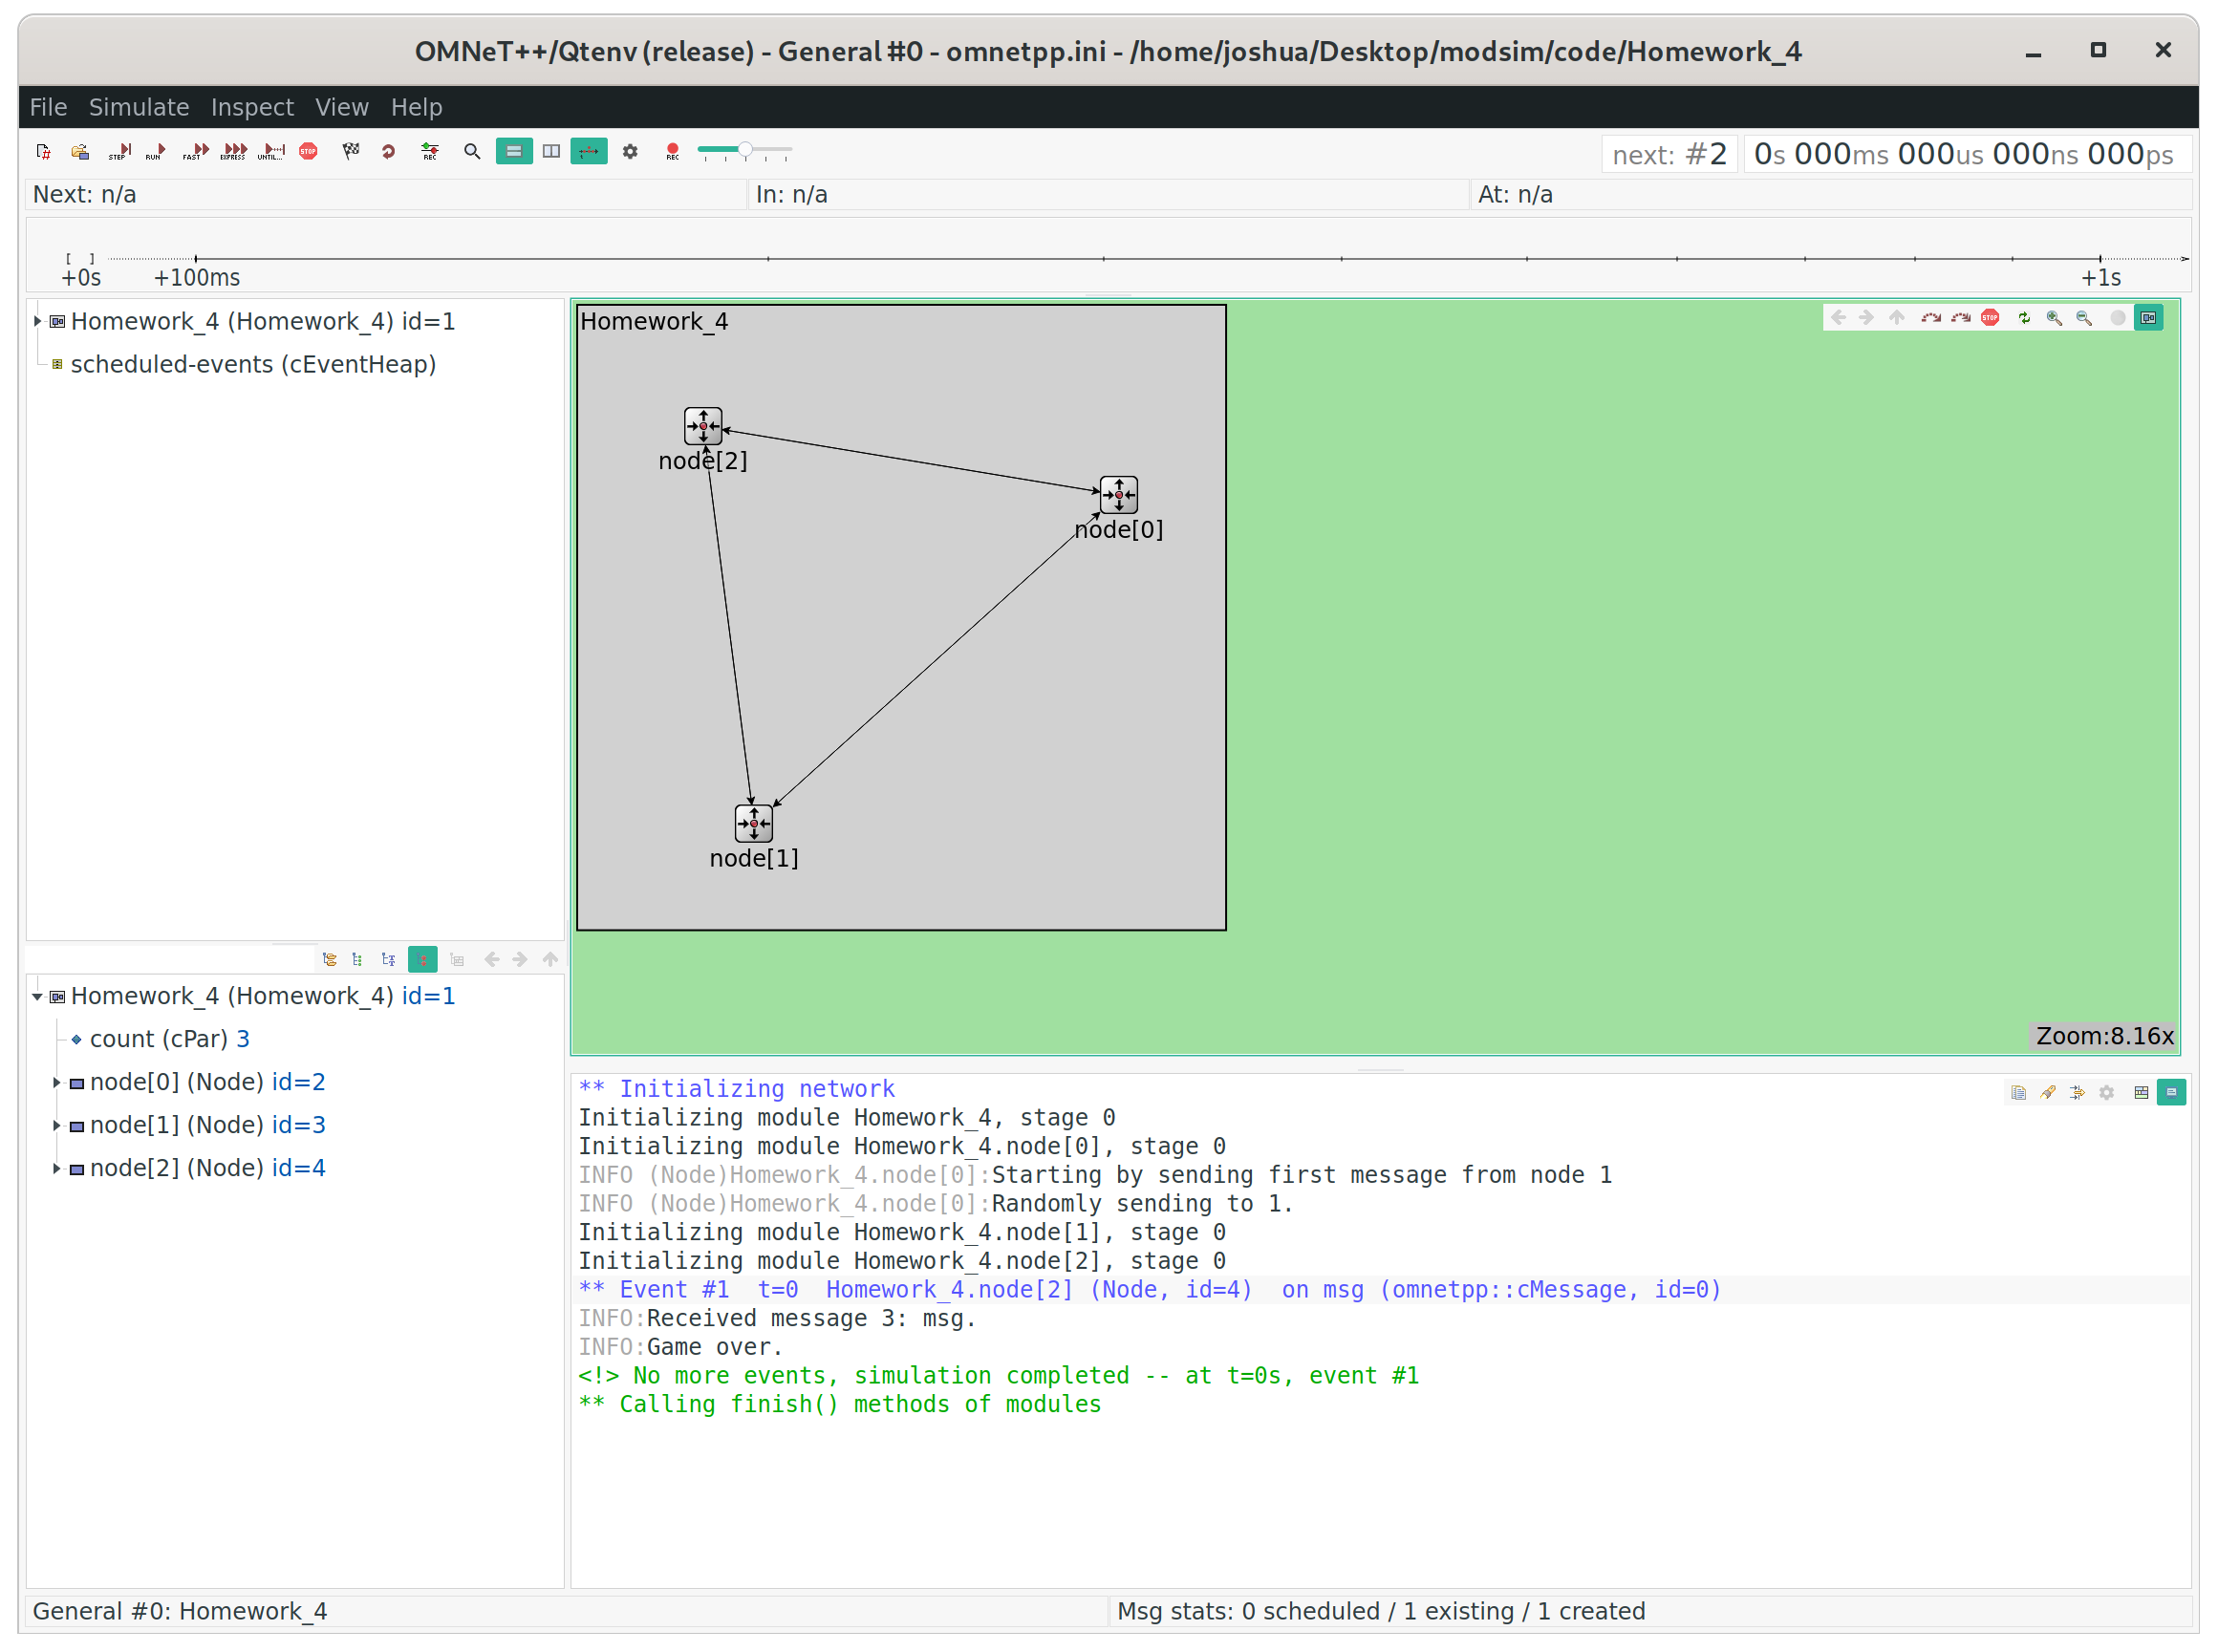 OMNeT++/Qtenv (release) - General #0 - omnetpp.ini - /home/joshua/Desktop/modsim/code/Homework_4
File Simulate Inspect View Help
STEP RUN FAST EXPRESS UNTIL... STOP REC REC
next: #2 0s 000ms 000us 000ns 000ps
Next: n/a In: n/a At: n/a
+0s +100ms +1s
Homework_4 (Homework_4) id=1
scheduled-events (cEventHeap)
Homework_4
STOP
node[2]
node[0]
node[1]
Zoom:8.16x
Homework_4 (Homework_4) id=1
count (cPar) 3
node[0] (Node) id=2
node[1] (Node) id=3
node[2] (Node) id=4
** Initializing network
Initializing module Homework_4, stage 0
Initializing module Homework_4.node[0], stage 0
INFO (Node)Homework_4.node[0]:Starting by sending first message from node 1
INFO (Node)Homework_4.node[0]:Randomly sending to 1.
Initializing module Homework_4.node[1], stage 0
Initializing module Homework_4.node[2], stage 0
** Event #1  t=0  Homework_4.node[2] (Node, id=4)  on msg (omnetpp::cMessage, id=0)
INFO:Received message 3: msg.
INFO:Game over.
<!> No more events, simulation completed -- at t=0s, event #1
** Calling finish() methods of modules
General #0: Homework_4
Msg stats: 0 scheduled / 1 existing / 1 created